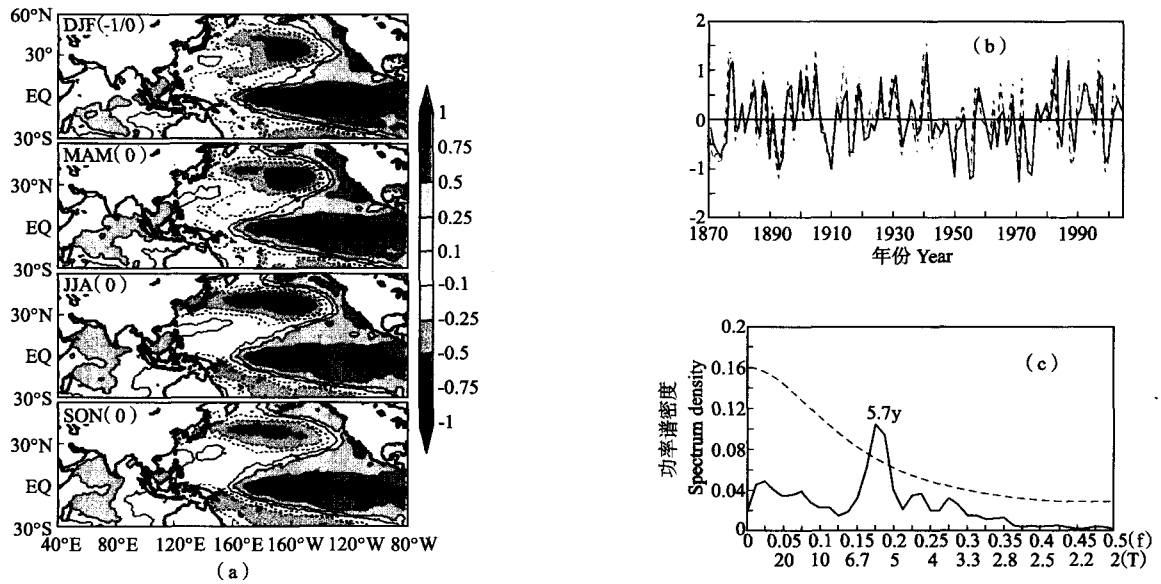 60°N
DJF(-1/0)
30°
EQ
30°S
MAM(0)
30°N
EQ
30°S
JJA(0)
30°N
EQ
30°S
SON(0)
30°N
EQ
30°S
40°E 80°E 120°E 160°E 160°W 120°W 80°W
(a)
1
0.75
0.5
0.25
0.1
-0.1
-0.25
-0.5
-0.75
-1
(b)
2
1
0
-1
-2
1870 1890 1910 1930 1950 1970 1990
年份 Year
(c)
功率谱密度
Spectrum density
0.2
0.16
0.12
0.08
0.04
0
5.7y
0 0.05 0.1 0.15 0.2 0.25 0.3 0.35 0.4 0.45 0.5(f)
20 10 6.7 5 4 3.3 2.8 2.5 2.2 2(T)